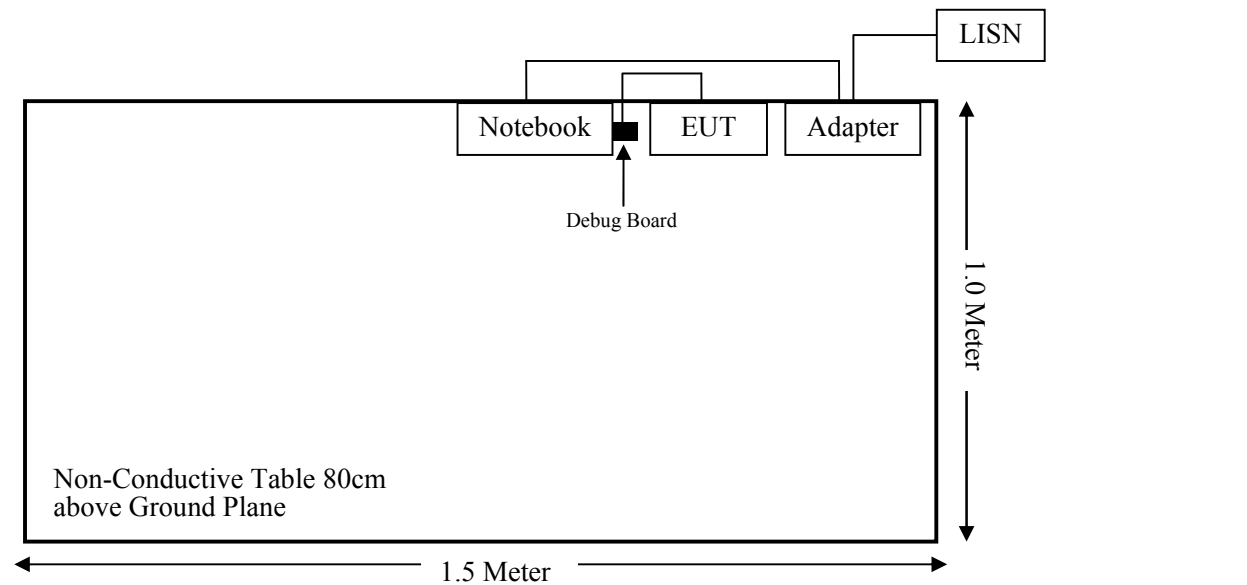 LISN
Notebook
EUT
Adapter
Debug Board
1.0 Meter
Non-Conductive Table 80cm
above Ground Plane
1.5 Meter